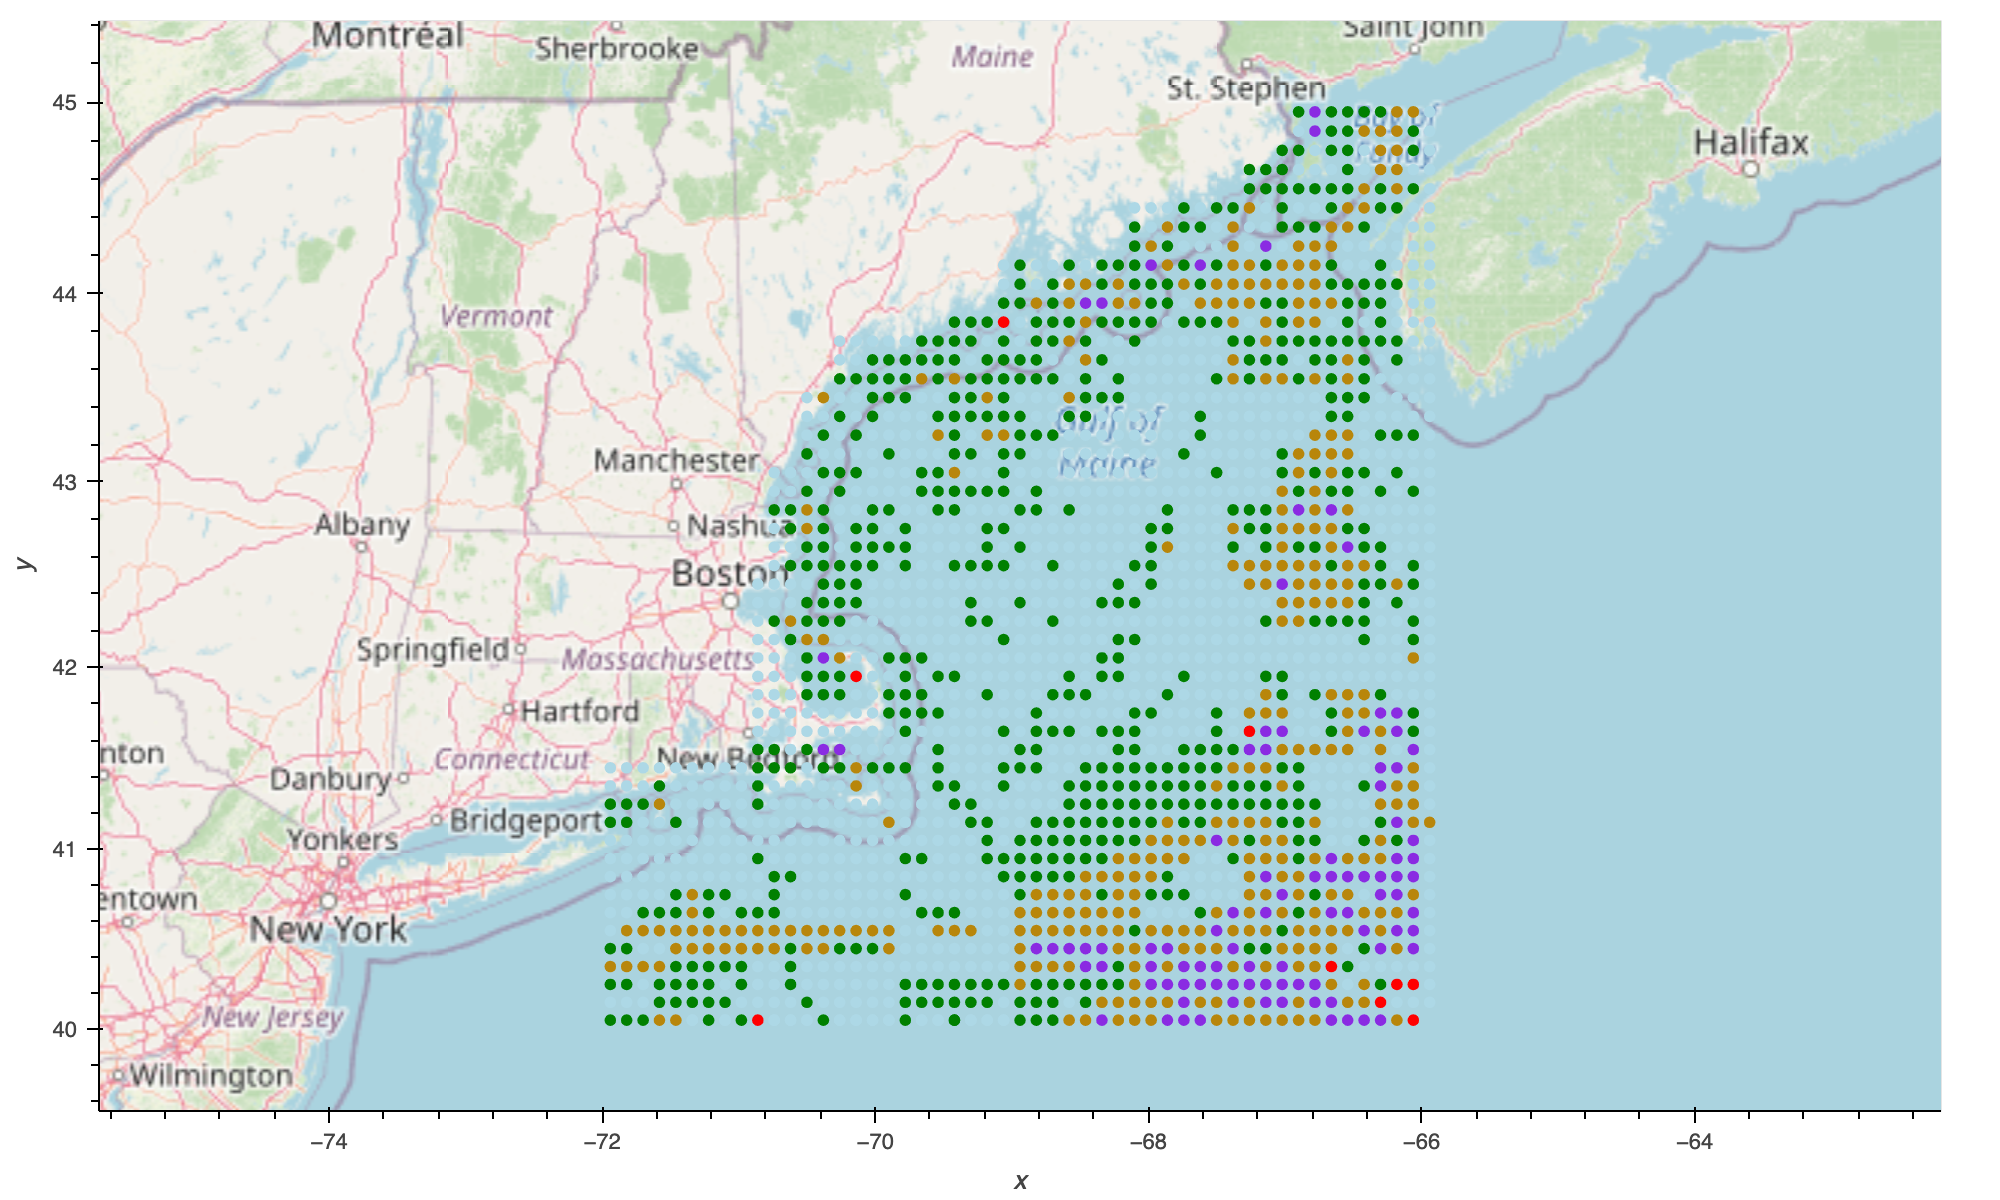 Montréal
Sherbrooke
Maine
Saint John
St. Stephen
Bay of
Fundy
Halifax
45
44
43
42
41
40
y
Vermont
Gulf of
Maine
Manchester
Albany
Nashua
Boston
Springfield
Massachusetts
Hartford
nton
Connecticut
New Bedford
Danbury
Bridgeport
Yonkers
entown
New York
New Jersey
Wilmington
−74
−72
−70
−68
−66
−64
x